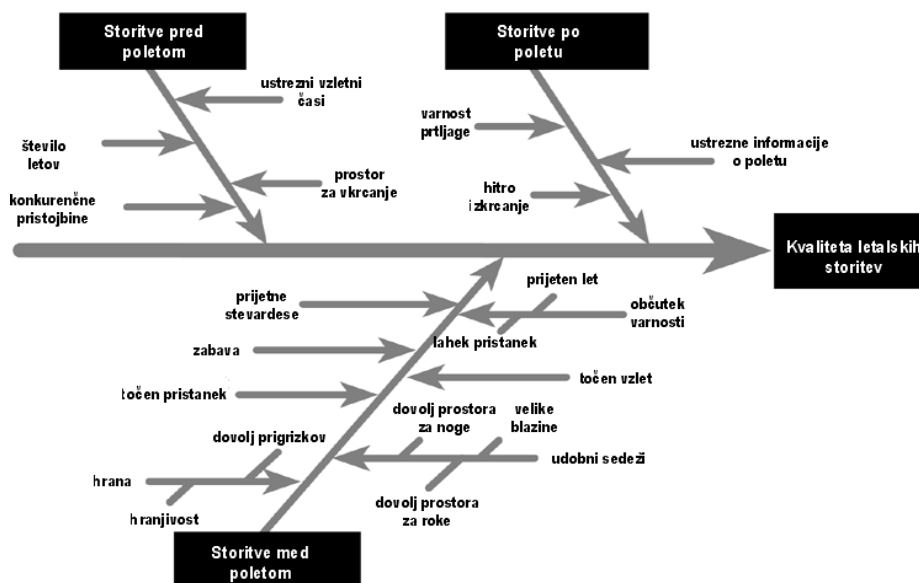 Storitve pred
poletom
Storitve po
poletu
ustrezni vzletni
časi
varnost
prtljage
število
letov
ustrezne informacije
o poletu
prostor
za vkrcanje
hitro
izkrcanje
konkurenčne
pristojbine
Kvaliteta letalskih
storitev
prijeten let
prijetne
stevardese
občutek
varnosti
lahek pristanek
zabava
točen vzlet
točen pristanek
dovolj prostora
za noge
velike
blazine
dovolj prigrizkov
udobni sedeži
hrana
dovolj prostora
za roke
hranjivost
Storitve med
poletom